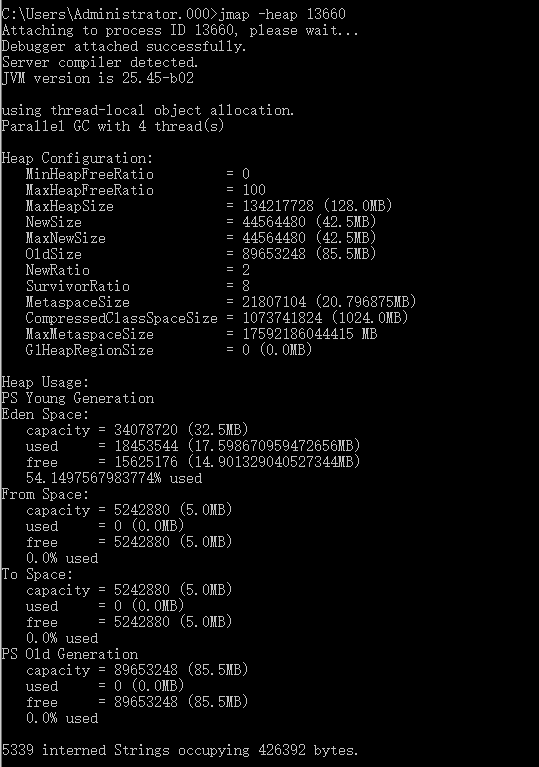 C:\Users\Administrator.000>jmap -heap 13660
Attaching to process ID 13660, please wait...
Debugger attached successfully.
Server compiler detected.
JVM version is 25.45-b02
using thread-local object allocation.
Parallel GC with 4 thread(s)
Heap Configuration:
MinHeapFreeRatio = 0
MaxHeapFreeRatio = 100
MaxHeapSize = 134217728 (128.0MB)
NewSize = 44564480 (42.5MB)
MaxNewSize = 44564480 (42.5MB)
OldSize = 89653248 (85.5MB)
NewRatio = 2
SurvivorRatio = 8
MetaspaceSize = 21807104 (20.796875MB)
CompressedClassSpaceSize = 1073741824 (1024.0MB)
MaxMetaspaceSize = 17592186044415 MB
G1HeapRegionSize = 0 (0.0MB)
Heap Usage:
PS Young Generation
Eden Space:
capacity = 34078720 (32.5MB)
used = 18453544 (17.598670959472656MB)
free = 15625176 (14.901329040527344MB)
54.1497567983774% used
From Space:
capacity = 5242880 (5.0MB)
used = 0 (0.0MB)
free = 5242880 (5.0MB)
0.0% used
To Space:
capacity = 5242880 (5.0MB)
used = 0 (0.0MB)
free = 5242880 (5.0MB)
0.0% used
PS Old Generation
capacity = 89653248 (85.5MB)
used = 0 (0.0MB)
free = 89653248 (85.5MB)
0.0% used
5339 interned Strings occupying 426392 bytes.